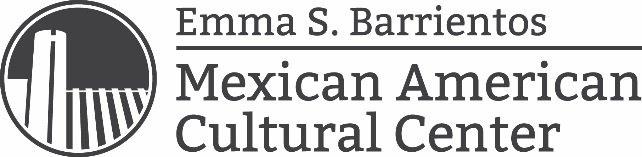 Emma S. Barrientos
Mexican American
Cultural Center